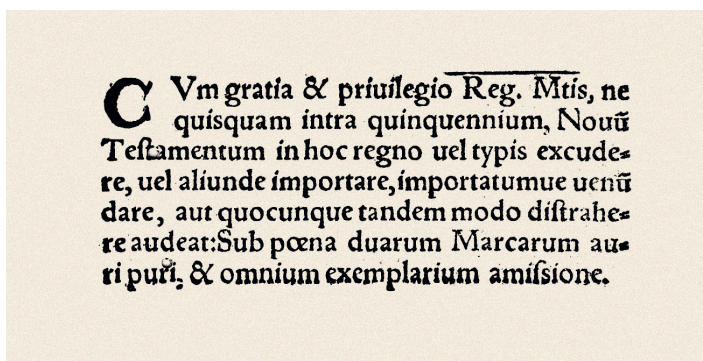 CVm gratia & priuilegio Reg. Mtis, ne
quisquam intra quinquennium, Nouū
Teſtamentum in hoc regno uel typis excude⸗
re, uel aliunde importare, importatumue uenū
dare, aut quocunque tandem modo diſtrahe⸗
re audeat: Sub pœna duarum Marcarum au⸗
ri puri, & omnium exemplarium amiſsione.